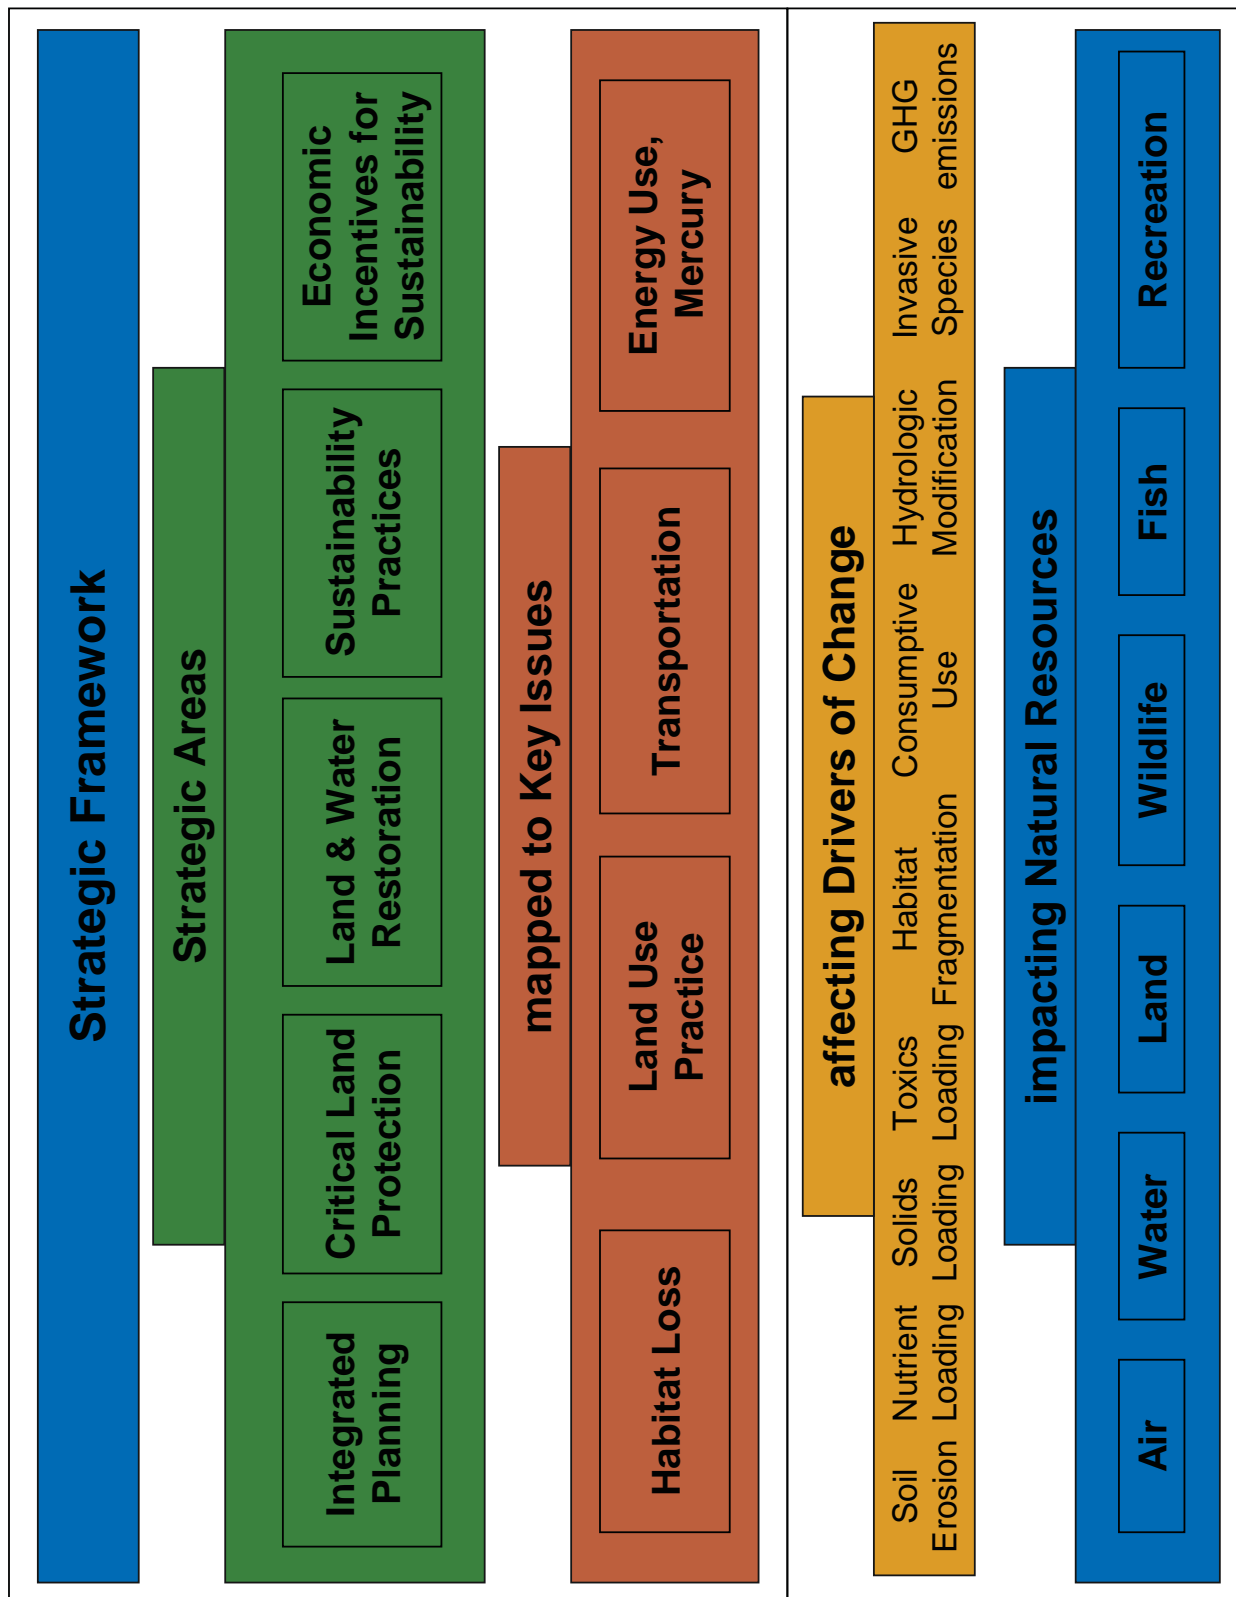 Strategic Framework
Strategic Areas
Integrated
Planning
Critical Land
Protection
Land & Water
Restoration
Sustainability
Practices
Economic
Incentives for
Sustainability
mapped to Key Issues
Habitat Loss
Land Use
Practice
Transportation
Energy Use,
Mercury
affecting Drivers of Change
Soil
Erosion
Nutrient
Loading
Solids
Loading
Toxics
Loading
Habitat
Fragmentation
Consumptive
Use
Hydrologic
Modification
Invasive
Species
GHG
emissions
impacting Natural Resources
Air
Water
Land
Wildlife
Fish
Recreation